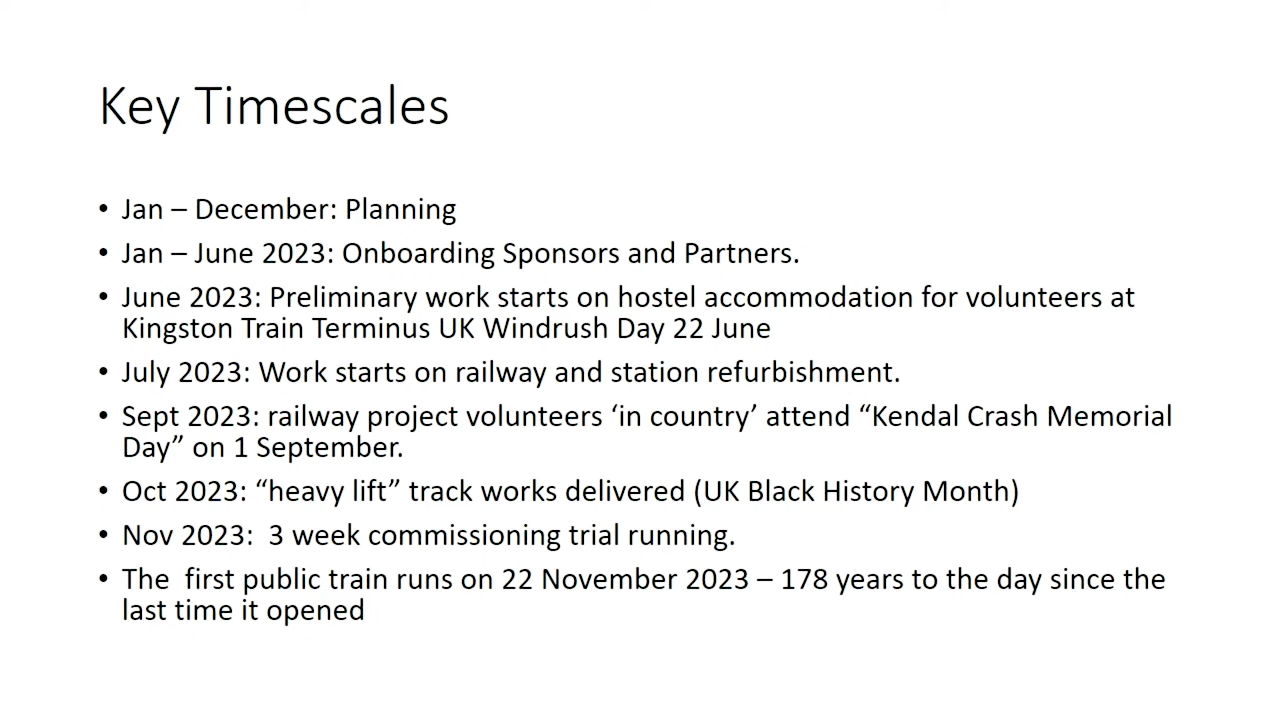 Key Timescales
• Jan – December: Planning
• Jan – June 2023: Onboarding Sponsors and Partners.
• June 2023: Preliminary work starts on hostel accommodation for volunteers at
Kingston Train Terminus UK Windrush Day 22 June
• July 2023: Work starts on railway and station refurbishment.
• Sept 2023: railway project volunteers ‘in country’ attend “Kendal Crash Memorial
Day” on 1 September.
• Oct 2023: “heavy lift” track works delivered (UK Black History Month)
• Nov 2023:  3 week commissioning trial running.
• The  first public train runs on 22 November 2023 – 178 years to the day since the
last time it opened